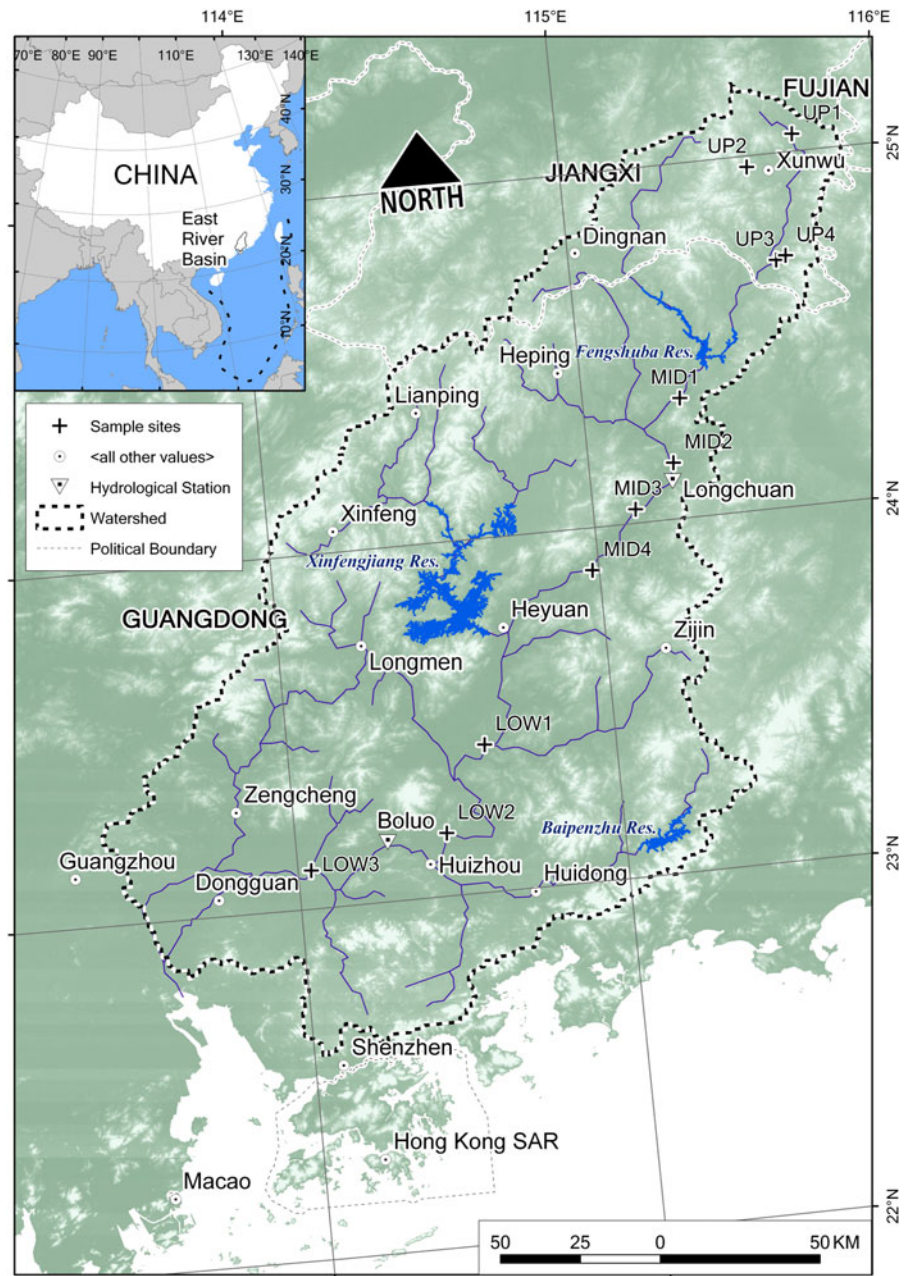 114°E
115°E
116°E
70°E
80°E
90°E
110°E
130°E
140°E
40°N
30°N
20°N
10°N
CHINA
East
River
Basin
NORTH
FUJIAN
UP1
UP2
Xunwu
JIANGXI
25°N
Dingnan
UP3
UP4
Heping
Fengshuba Res.
MID1
Lianping
MID2
Longchuan
MID3
24°N
Sample sites
<all other values>
Hydrological Station
Watershed
Political Boundary
Xinfeng
Xinfengjiang Res.
MID4
GUANGDONG
Heyuan
Zijin
Longmen
LOW1
Zengcheng
Boluo
LOW2
Baipenzhu Res.
Guangzhou
LOW3
Huizhou
Dongguan
Huidong
23°N
Shenzhen
Hong Kong SAR
Macao
22°N
50 25 0 50 KM